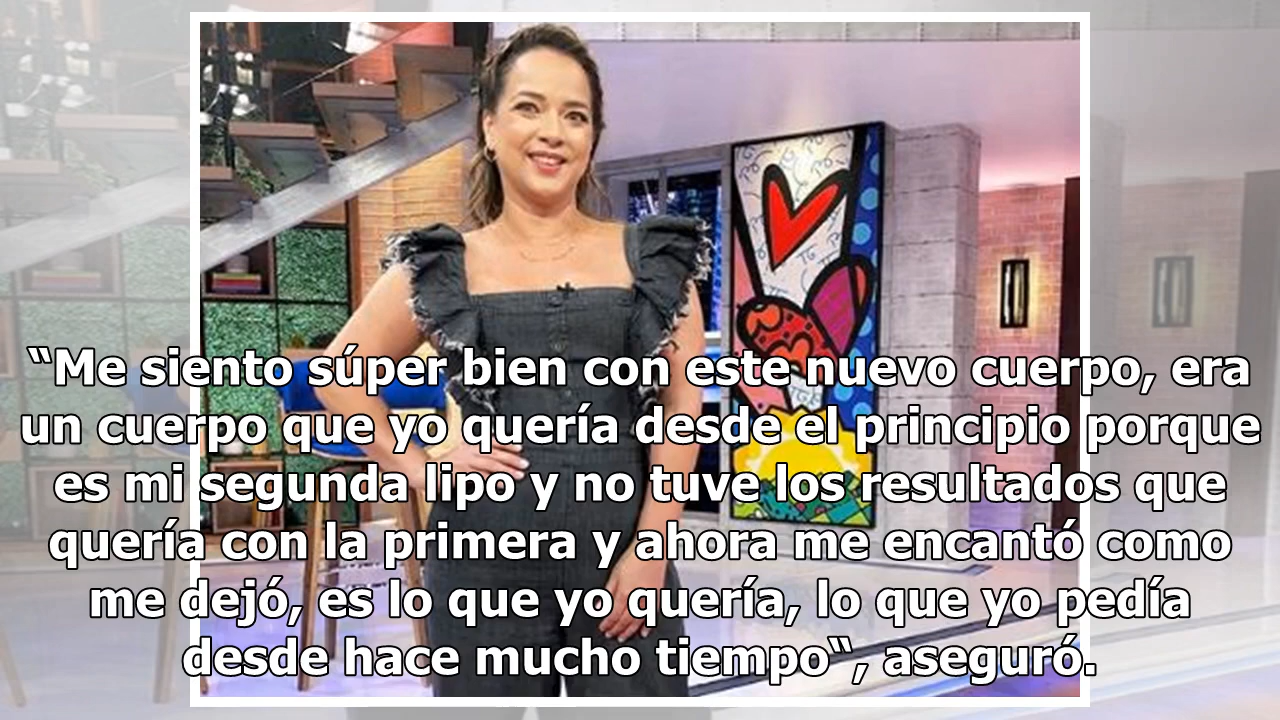 “Me siento súper bien con este nuevo cuerpo, era
un cuerpo que yo quería desde el principio porque
es mi segunda lipo y no tuve los resultados que
quería con la primera y ahora me encantó como
me dejó, es lo que yo quería, lo que yo pedía
desde hace mucho tiempo“, aseguró.